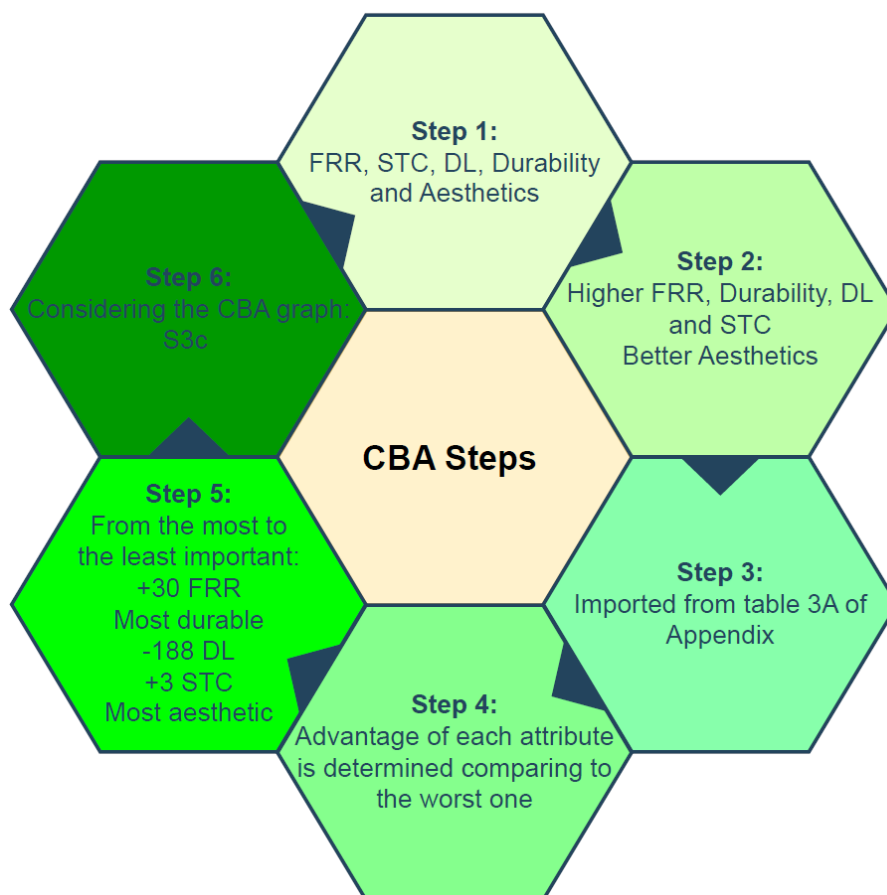 Step 1:
FRR, STC, DL, Durability
and Aesthetics
Step 2:
Higher FRR, Durability, DL
and STC
Better Aesthetics
Step 3:
Imported from table 3A of
Appendix
Step 4:
Advantage of each attribute
is determined comparing to
the worst one
Step 5:
From the most to
the least important:
+30 FRR
Most durable
-188 DL
+3 STC
Most aesthetic
Step 6:
Considering the CBA graph:
S3c
CBA Steps